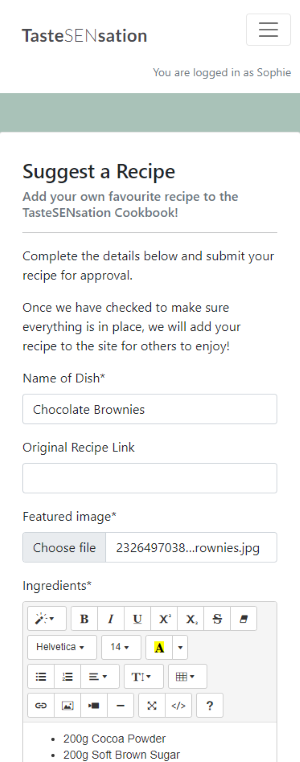 TasteSENsation
You are logged in as Sophie
Suggest a Recipe
Add your own favourite recipe to the
TasteSENsation Cookbook!
Complete the details below and submit your
recipe for approval.
Once we have checked to make sure
everything is in place, we will add your
recipe to the site for others to enjoy!
Name of Dish*
Chocolate Brownies
Original Recipe Link
Featured image*
Choose file 2326497038...rownies.jpg
Ingredients*
B I U X² X₂ S
Helvetica 14 A
T!
</> ?
200g Cocoa Powder
200g Soft Brown Sugar